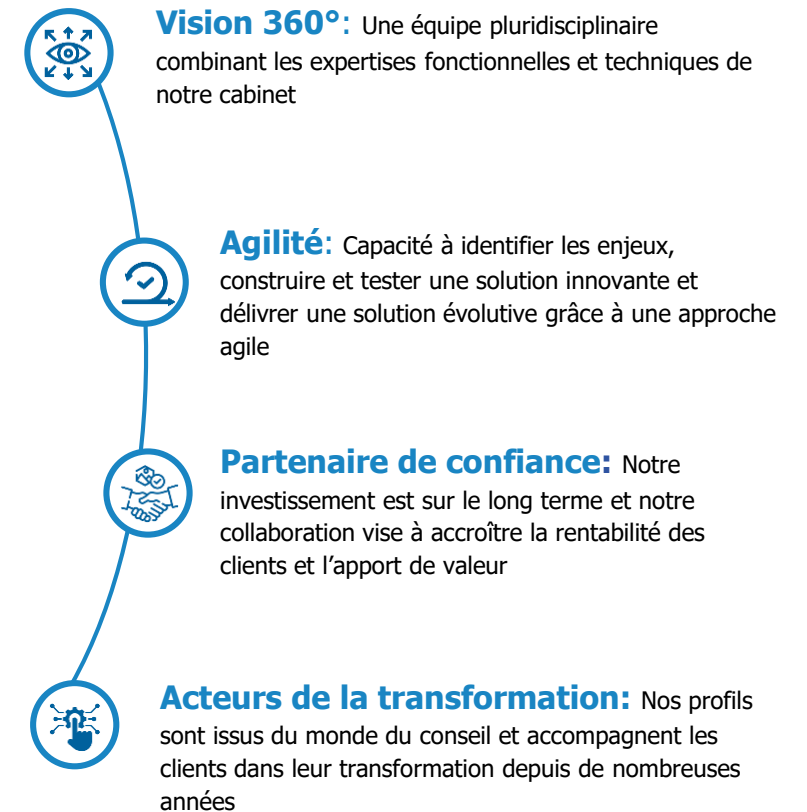 Vision 360°: Une équipe pluridisciplinaire
combinant les expertises fonctionnelles et techniques de
notre cabinet
Agilité: Capacité à identifier les enjeux,
construire et tester une solution innovante et
délivrer une solution évolutive grâce à une approche
agile
Partenaire de confiance: Notre
investissement est sur le long terme et notre
collaboration vise à accroître la rentabilité des
clients et l’apport de valeur
Acteurs de la transformation: Nos profils
sont issus du monde du conseil et accompagnent les
clients dans leur transformation depuis de nombreuses
années